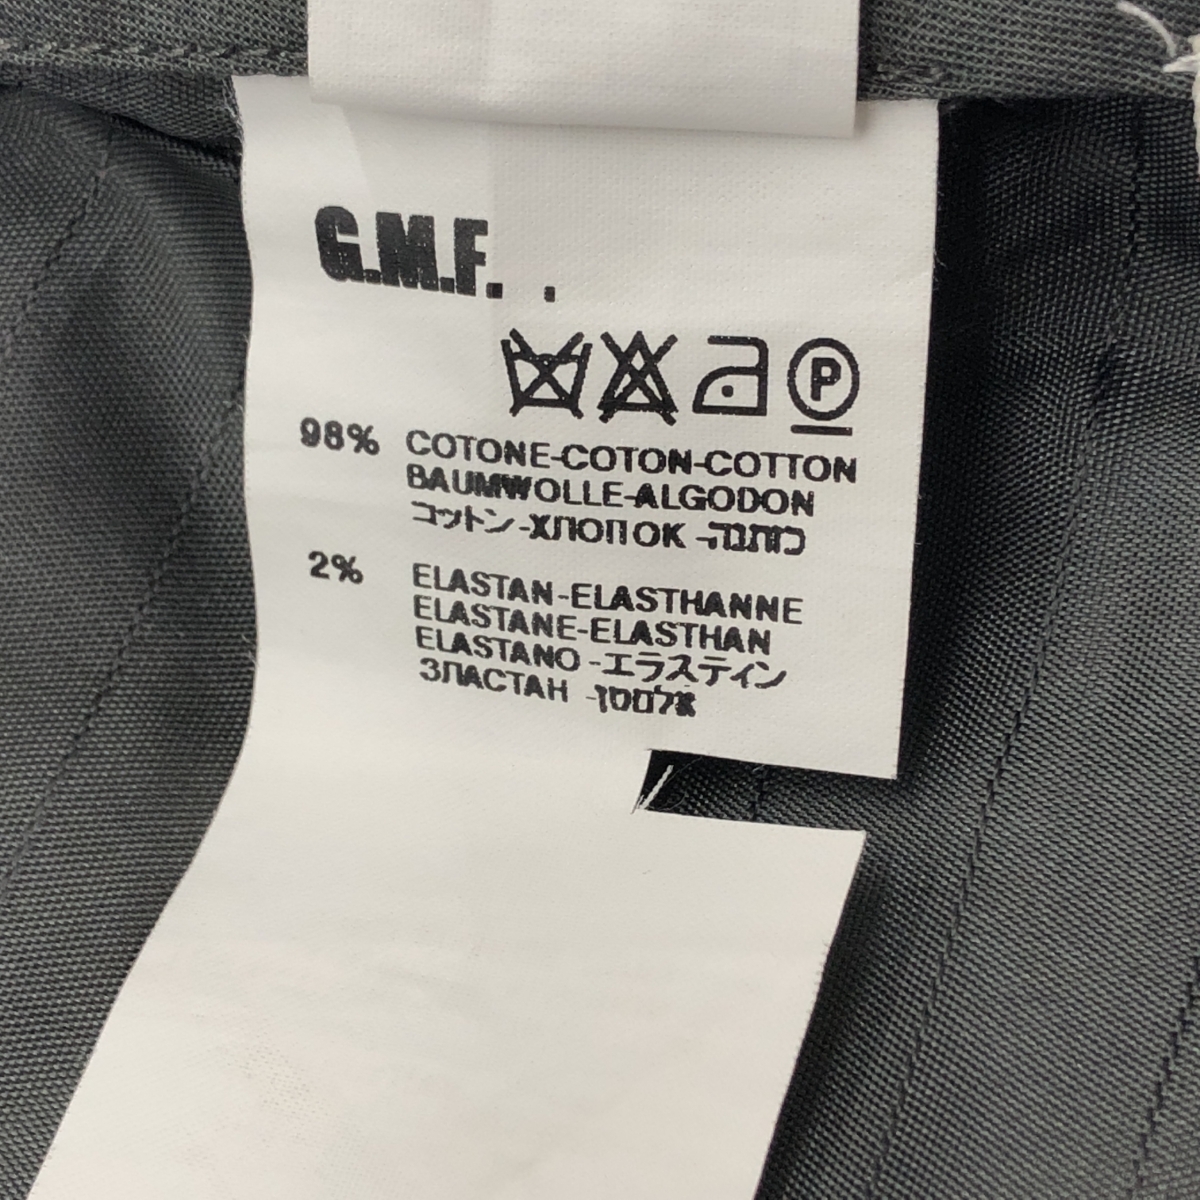 G.M.F. .
P
98% COTONE-COTON-COTTON
BAUMWOLLE-ALGODON
コットン-ХЛОПОК -כותנה
2% ELASTAN-ELASTHANNE
ELASTANE-ELASTHAN
ELASTANO-エラスティン
ЗЛАСТАН -אלסטן